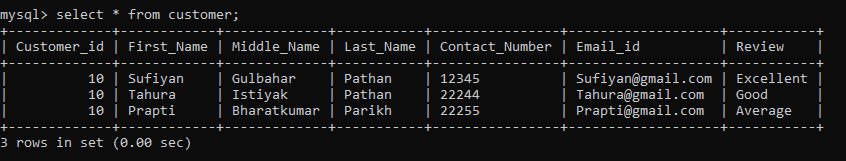 mysql> select * from customer;
+-------------+------------+-------------+-----------+----------------+-------------------+-----------+
| Customer_id | First_Name | Middle_Name | Last_Name | Contact_Number | Email_id          | Review    |
+-------------+------------+-------------+-----------+----------------+-------------------+-----------+
|          10 | Sufiyan    | Gulbahar    | Pathan    | 12345          | Sufiyan@gmail.com | Excellent |
|          10 | Tahura     | Istiyak     | Pathan    | 22244          | Tahura@gmail.com  | Good      |
|          10 | Prapti     | Bharatkumar | Parikh    | 22255          | Prapti@gmail.com  | Average   |
+-------------+------------+-------------+-----------+----------------+-------------------+-----------+
3 rows in set (0.00 sec)